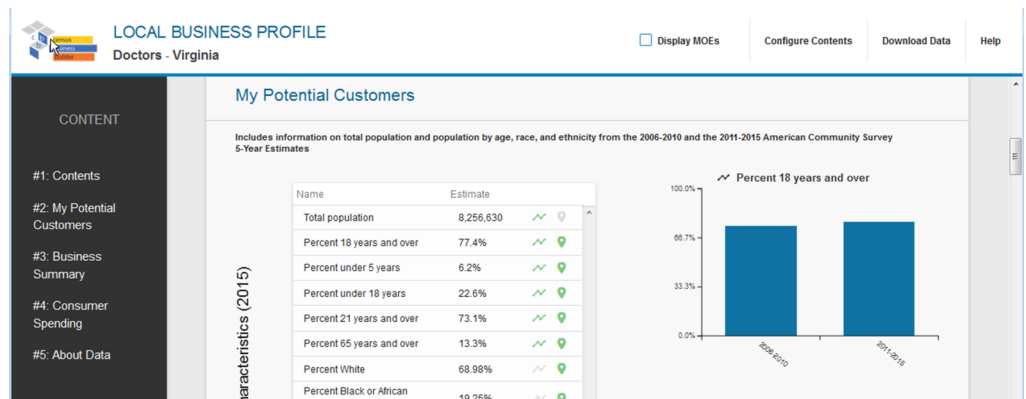 LOCAL BUSINESS PROFILE
Doctors - Virginia
Display MOEs
Configure Contents
Download Data
Help
CONTENT
#1: Contents
#2: My Potential
Customers
#3: Business
Summary
#4: Consumer
Spending
#5: About Data
My Potential Customers
Includes information on total population and population by age, race, and ethnicity from the 2006-2010 and the 2011-2015 American Community Survey
5-Year Estimates
Name Estimate
Total population 8,256,630
Percent 18 years and over 77.4%
Percent under 5 years 6.2%
Percent under 18 years 22.6%
Percent 21 years and over 73.1%
Percent 65 years and over 13.3%
Percent White 68.98%
Percent Black or African
19.25%
(2015)
Percent 18 years and over
100.0%
66.7%
33.3%
0.0%
2006-2010
2011-2015